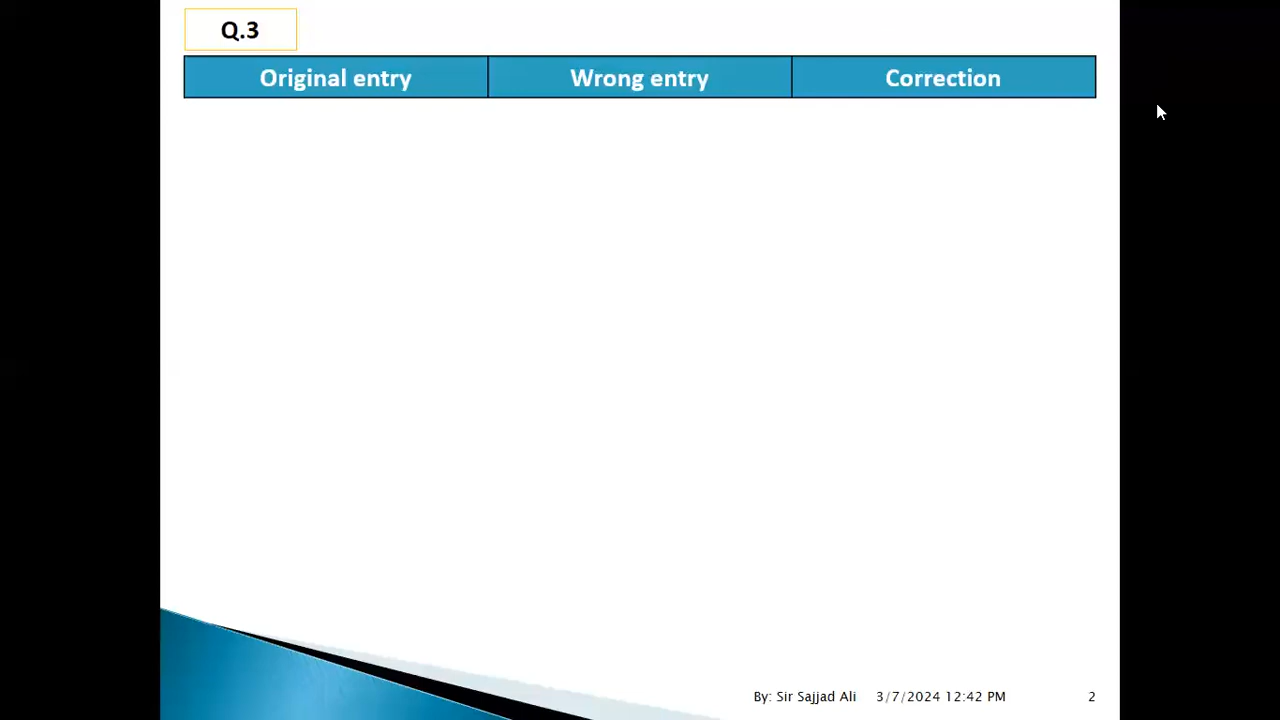 Q.3
Original entry Wrong entry Correction
By: Sir Sajjad Ali 3/7/2024 12:42 PM 2